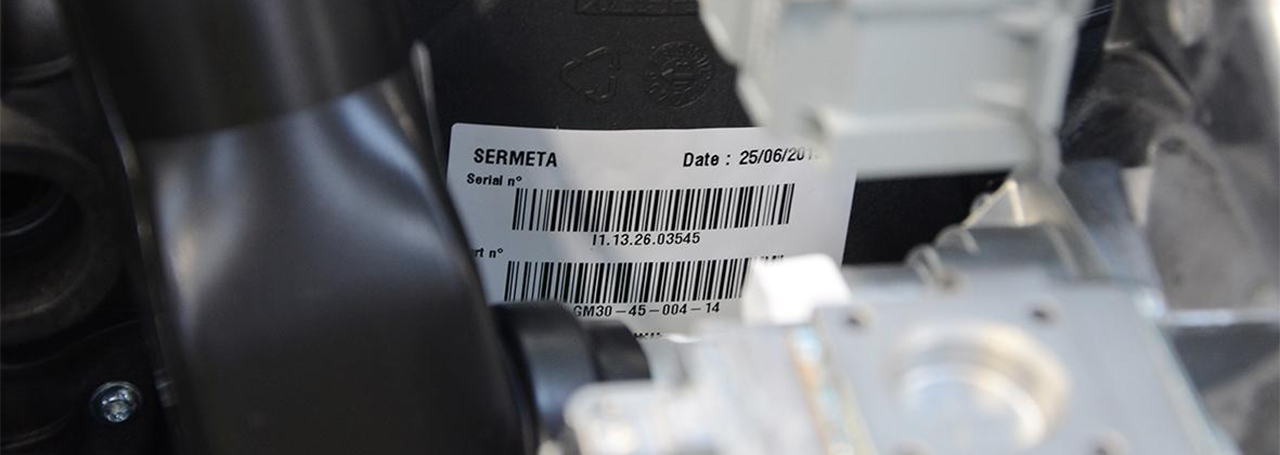 SERMETA Date : 25/06/201
Serial n°
I1.13.26.03545
rt n°
GM30-45-004-14